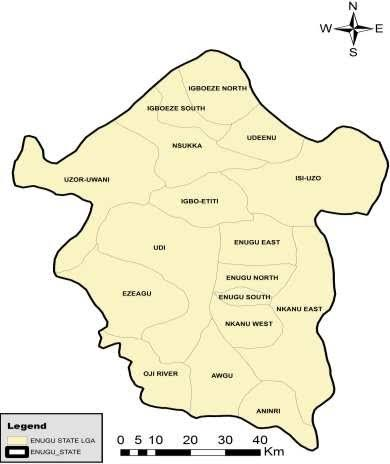 N
W E
S
IGBOEZE NORTH
IGBOEZE SOUTH
UDEENU
NSUKKA
UZOR-UWANI
ISI-UZO
IGBO-ETITI
UDI
ENUGU EAST
ENUGU NORTH
EZEAGU
ENUGU SOUTH
NKANU EAST
NKANU WEST
OJI RIVER
AWGU
ANINRI
Legend
ENUGU STATE LGA
ENUGU_STATE
0 5 10 20 30 40
Km